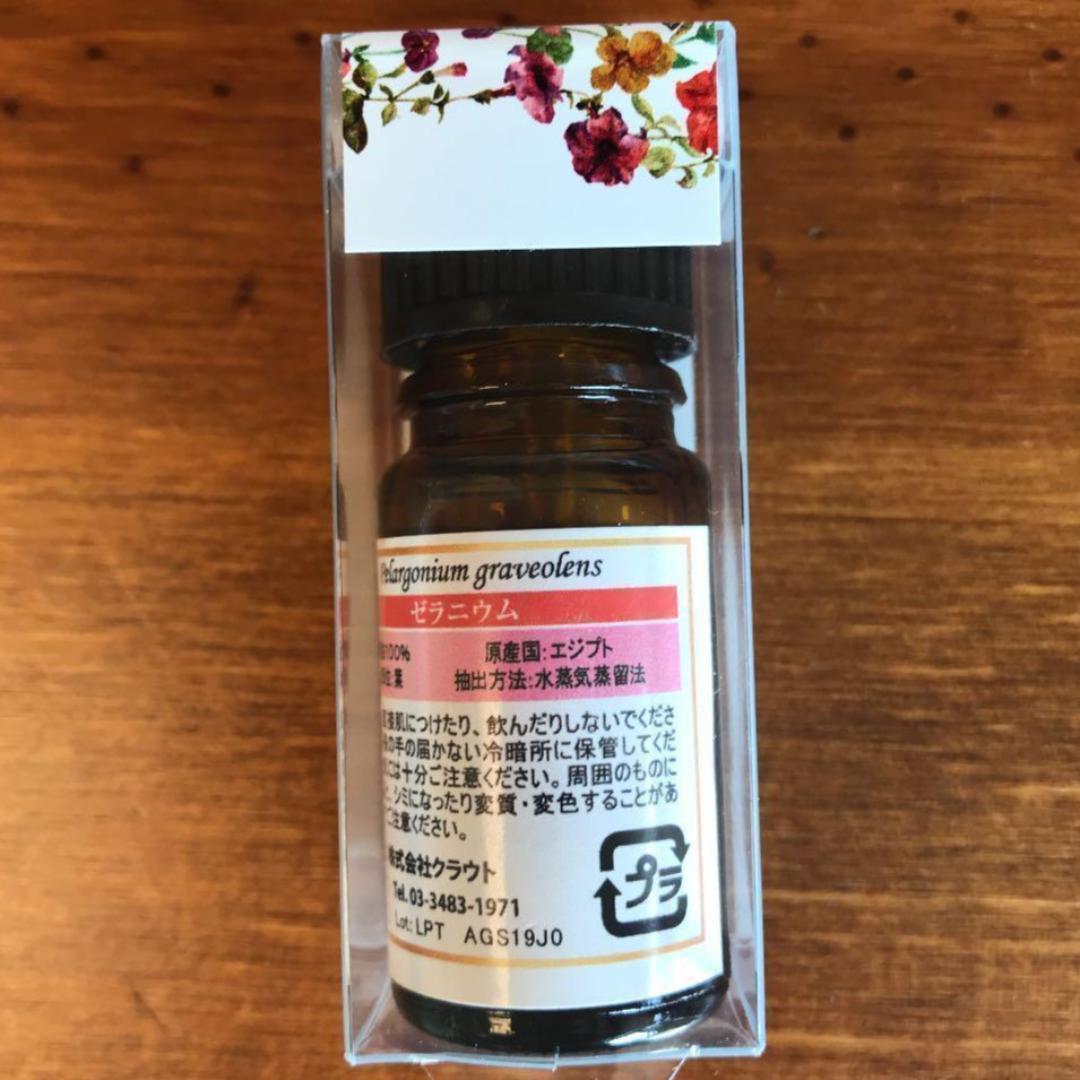 Pelargonium graveolens
ゼラニウム
100% 原産国:エジプト
葉 抽出方法:水蒸気蒸留法
接肌につけたり、飲んだりしないでくださ
の手の届かない冷暗所に保管してくだ
には十分ご注意ください。周囲のものに
、シミになったり変質・変色することがあ
ご注意ください。
株式会社クラウト
Tel. 03-3483-1971
Lot: LPT AGS19J0
プラ